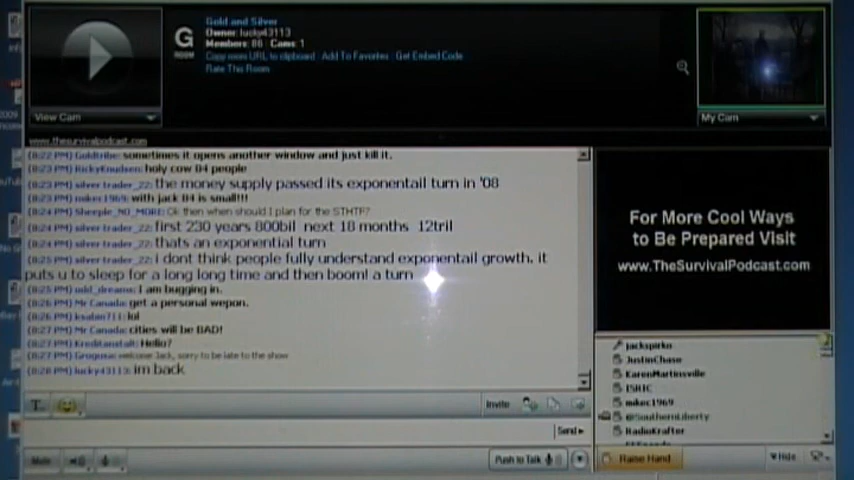 Gold and Silver
Owner: lucky43113
Members: 86 Cams: 1
Copy room URL to clipboard Add To Favorites Get Embed Code
Rate This Room
G
ROOM
View Cam
My Cam
www.thesurvivalpodcast.com
(8:22 PM) Goldtribe: sometimes it opens another window and just kill it.
(8:23 PM) RickyKnudsen: holy cow 84 people
(8:23 PM) silver trader_22: the money supply passed its exponentail turn in '08
(8:23 PM) mikec1969: with jack 84 is small!!!
(8:24 PM) Sheeple_NO_MORE: Ok then when should I plan for the STHTF?
(8:24 PM) silver trader_22: first 230 years 800bil next 18 months 12tril
(8:24 PM) silver trader_22: thats an exponential turn
(8:25 PM) silver trader_22: i dont think people fully understand exponentail growth. it
puts u to sleep for a long long time and then boom! a turn
(8:25 PM) udd_dreams: I am bugging in.
(8:26 PM) Mr Canada: get a personal wepon.
(8:26 PM) ksabin711: lol
(8:27 PM) Mr Canada: cities will be BAD!
(8:27 PM) Kreditanstalt: Hello?
(8:27 PM) Grogusa: welcome Jack, sorry to be late to the show
(8:28 PM) lucky43113: im back
For More Cool Ways
to Be Prepared Visit
www.TheSurvivalPodcast.com
jackspirko
JustinChase
KarenMartinsville
ISRIC
mikec1969
@SouthernLiberty
RadioKrafter
Invite
Send
Mute
Push to Talk
Raise Hand
Hide